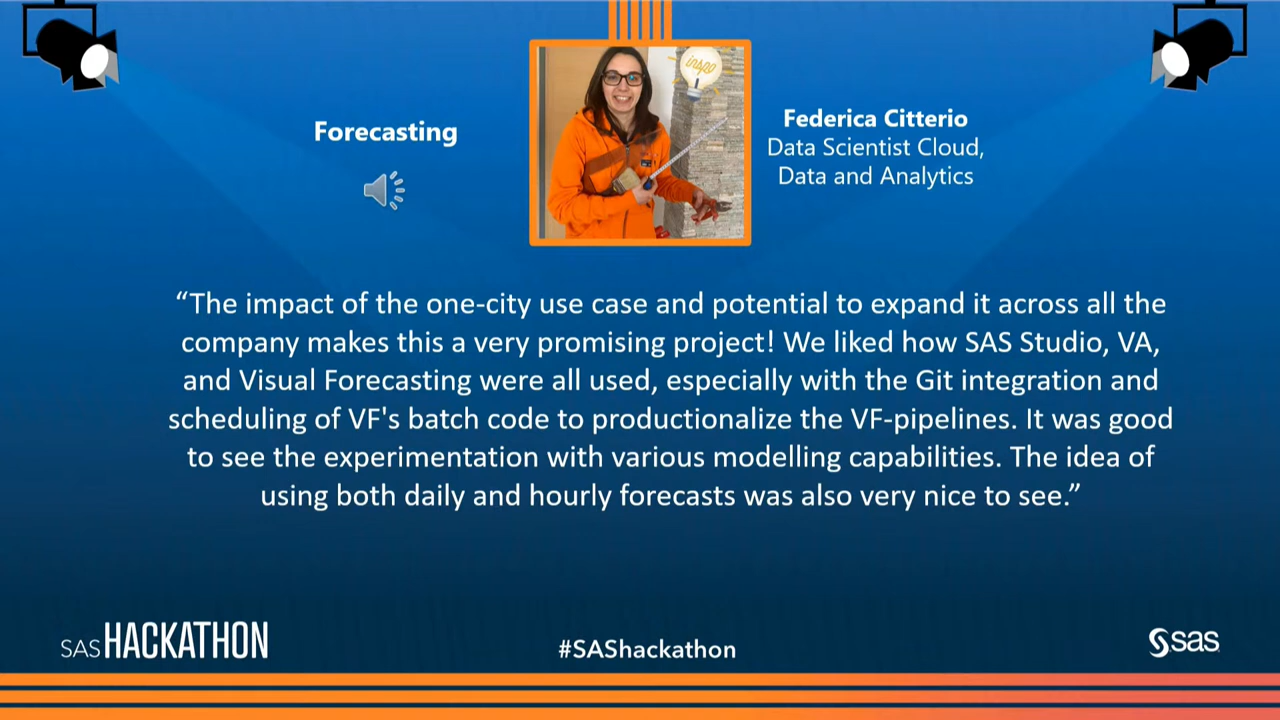 inspo
Forecasting
Federica Citterio
Data Scientist Cloud,
Data and Analytics
“The impact of the one-city use case and potential to expand it across all the
company makes this a very promising project! We liked how SAS Studio, VA,
and Visual Forecasting were all used, especially with the Git integration and
scheduling of VF's batch code to productionalize the VF-pipelines. It was good
to see the experimentation with various modelling capabilities. The idea of
using both daily and hourly forecasts was also very nice to see.”
SAS HACKATHON
#SAShackathon
sas